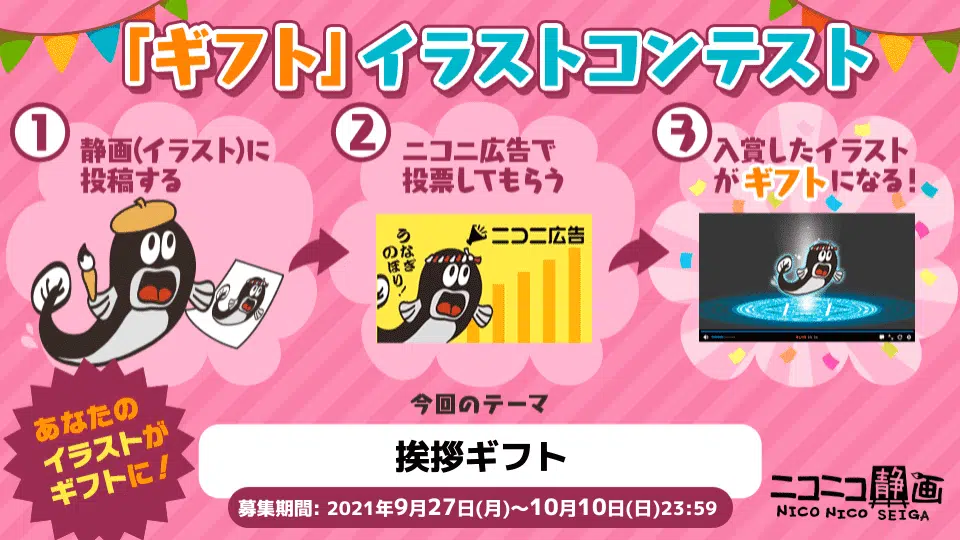 「ギフト」イラストコンテスト
1
静画(イラスト)に
投稿する
2
ニコニ広告で
投票してもらう
3
入賞したイラスト
がギフトになる!
うなぎ
のぼり!
ニコニ広告
あなたの
イラストが
ギフトに!
今回のテーマ
挨拶ギフト
募集期間: 2021年9月27日(月)〜10月10日(日)23:59
ニコニコ静画
NICO NICO SEIGA